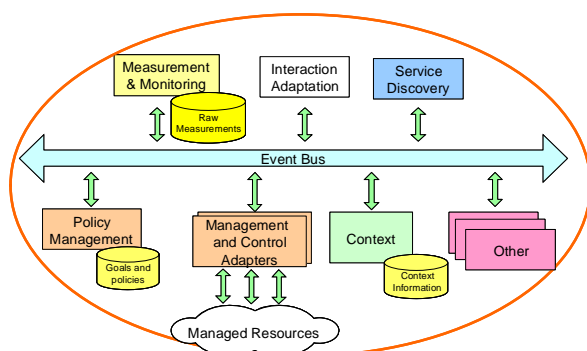 Measurement
& Monitoring
Raw
Measurements
Interaction
Adaptation
Service
Discovery
Event Bus
Policy
Management
Goals and
policies
Management
and Control
Adapters
Context
Context
Information
Other
Managed Resources